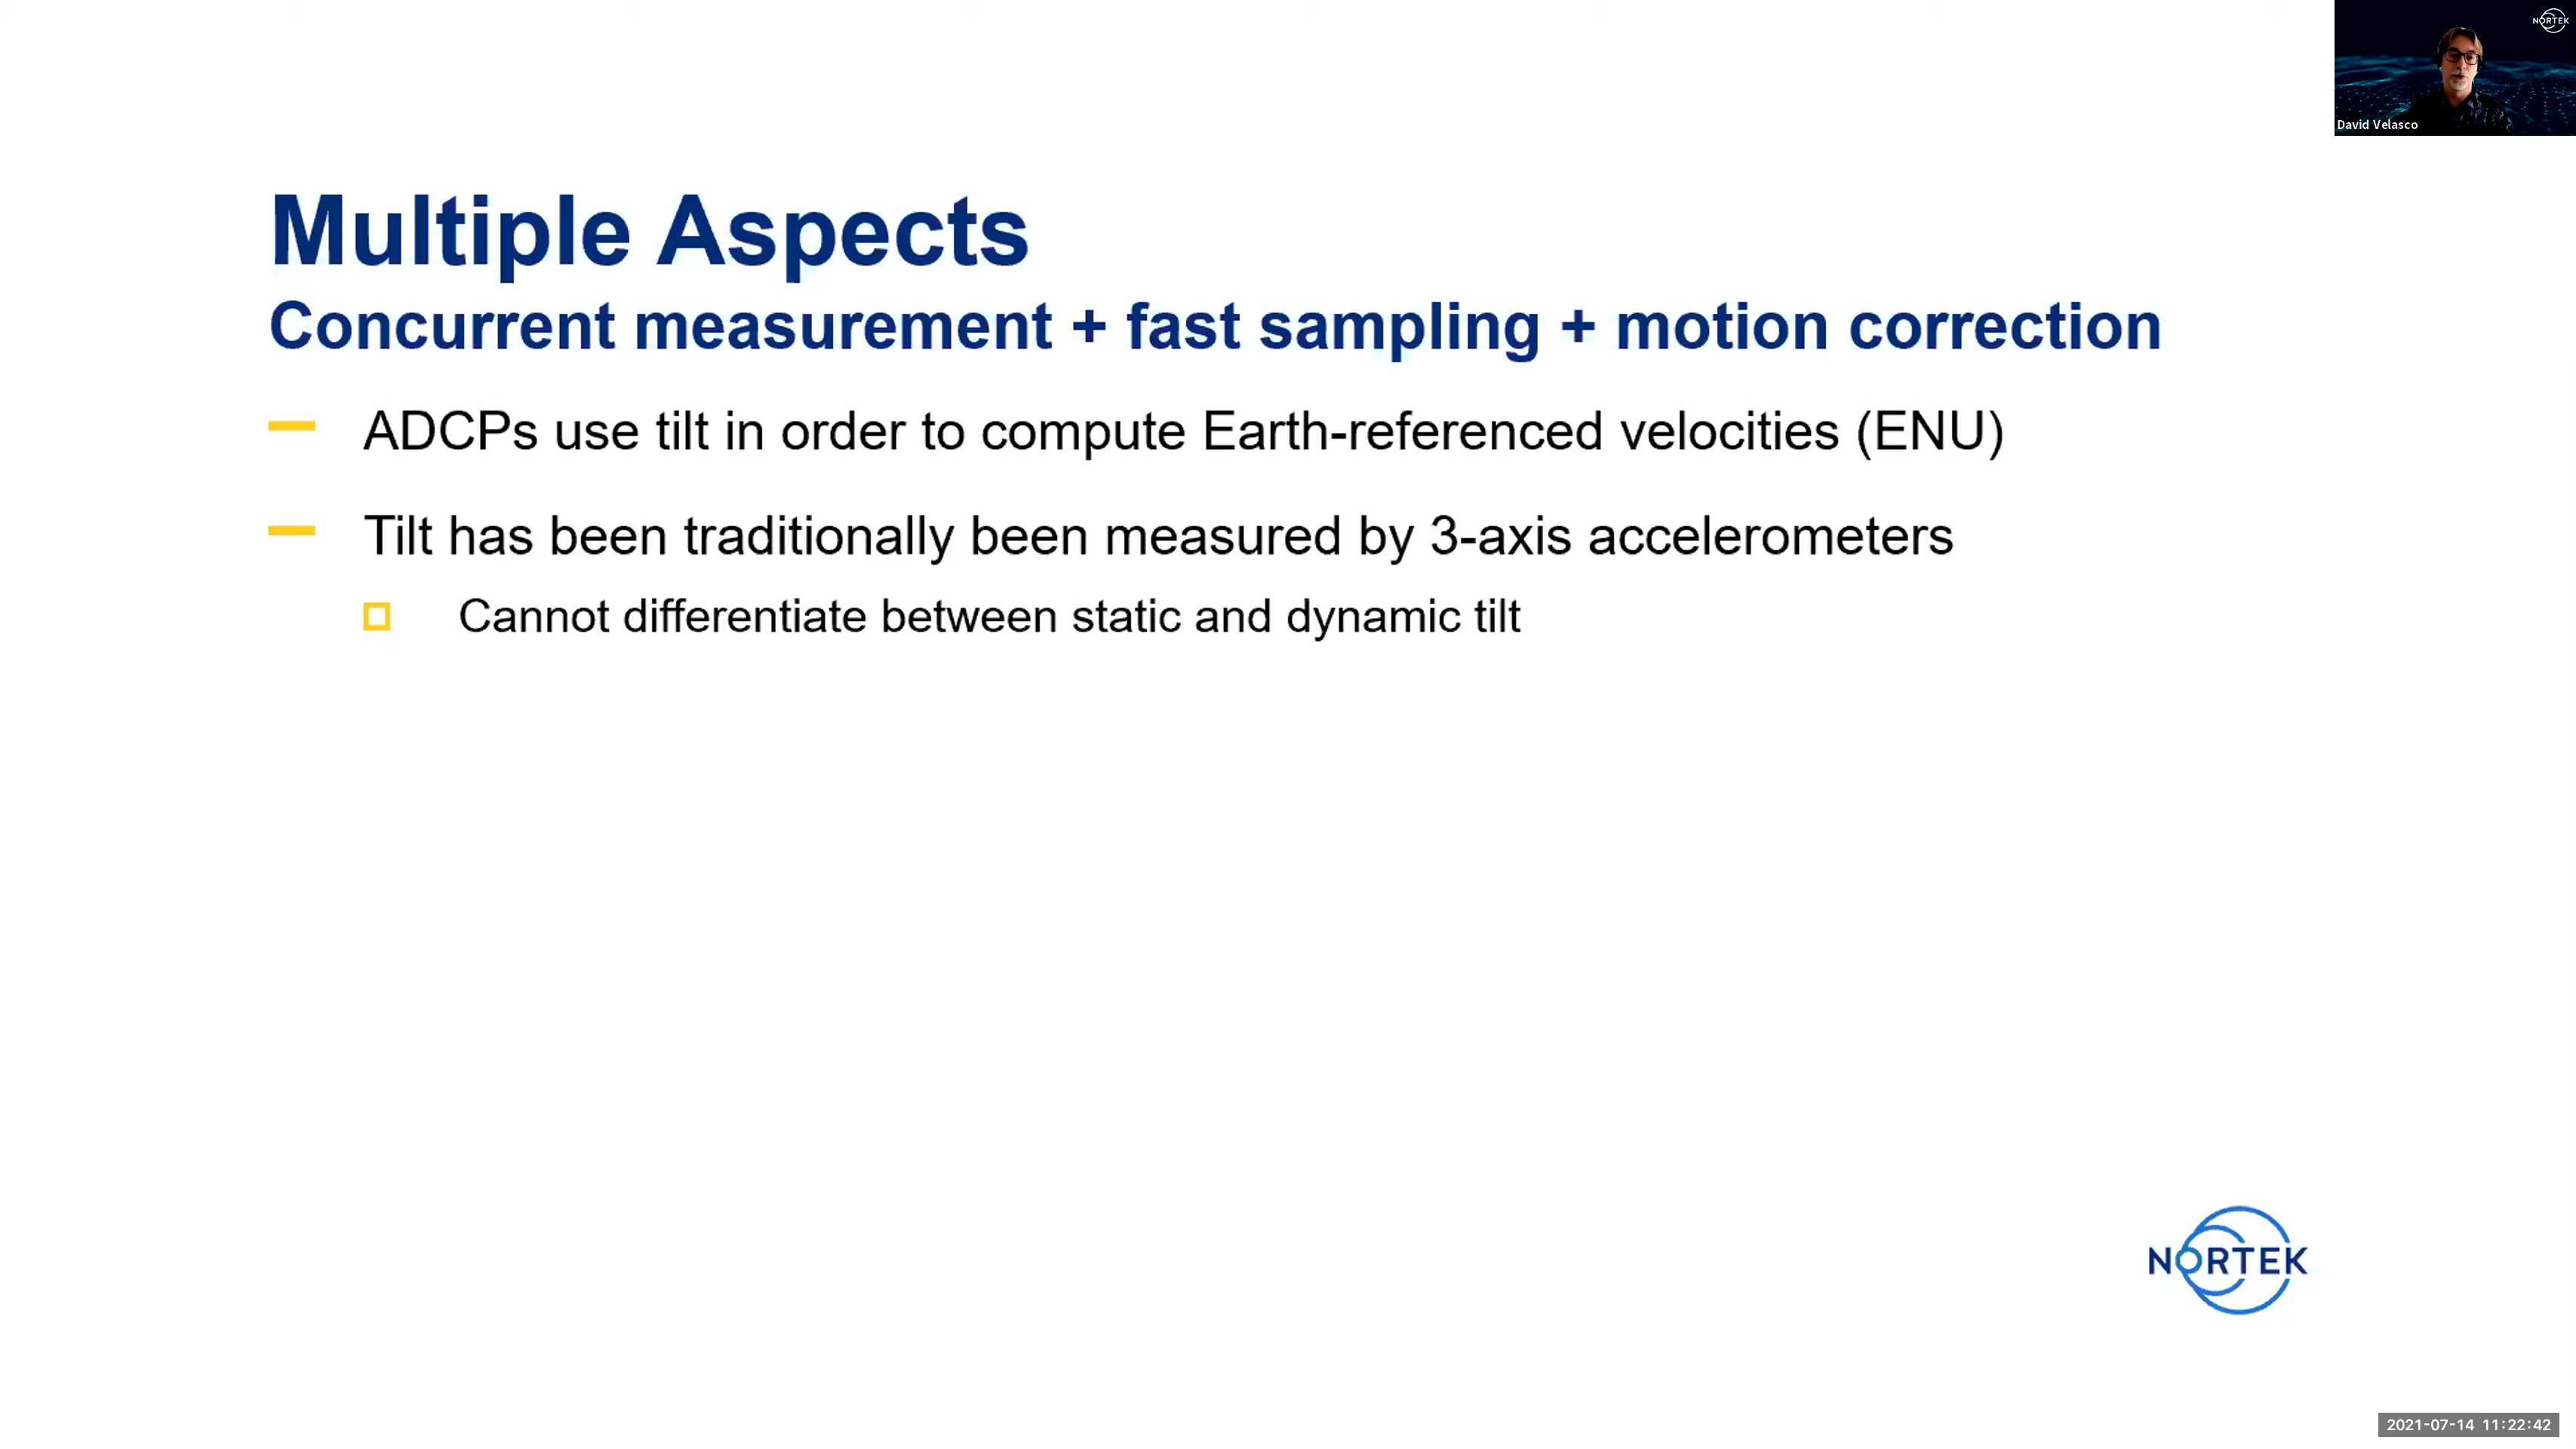 NORTEK
David Velasco
Multiple Aspects
Concurrent measurement + fast sampling + motion correction
ADCPs use tilt in order to compute Earth-referenced velocities (ENU)
Tilt has been traditionally been measured by 3-axis accelerometers
Cannot differentiate between static and dynamic tilt
NORTEK
2021-07-14 11:22:42